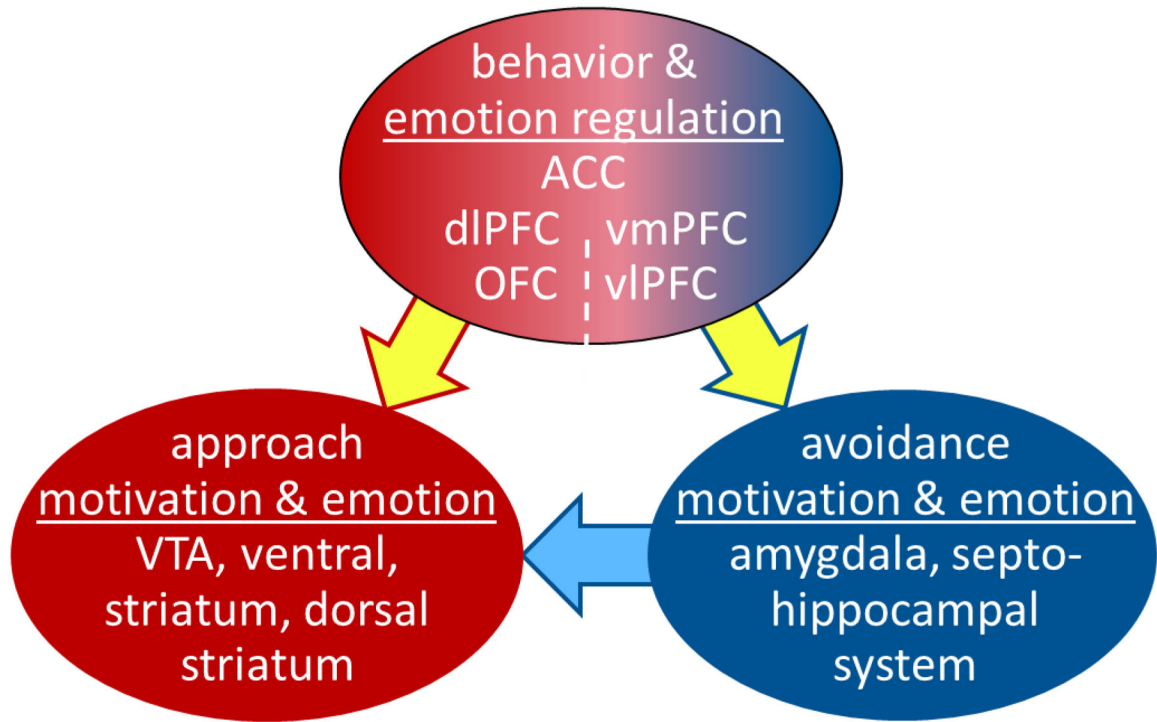 behavior &
emotion regulation
ACC
dlPFC vmPFC
OFC vlPFC
approach
motivation & emotion
VTA, ventral,
striatum, dorsal
striatum
avoidance
motivation & emotion
amygdala, septo-
hippocampal
system